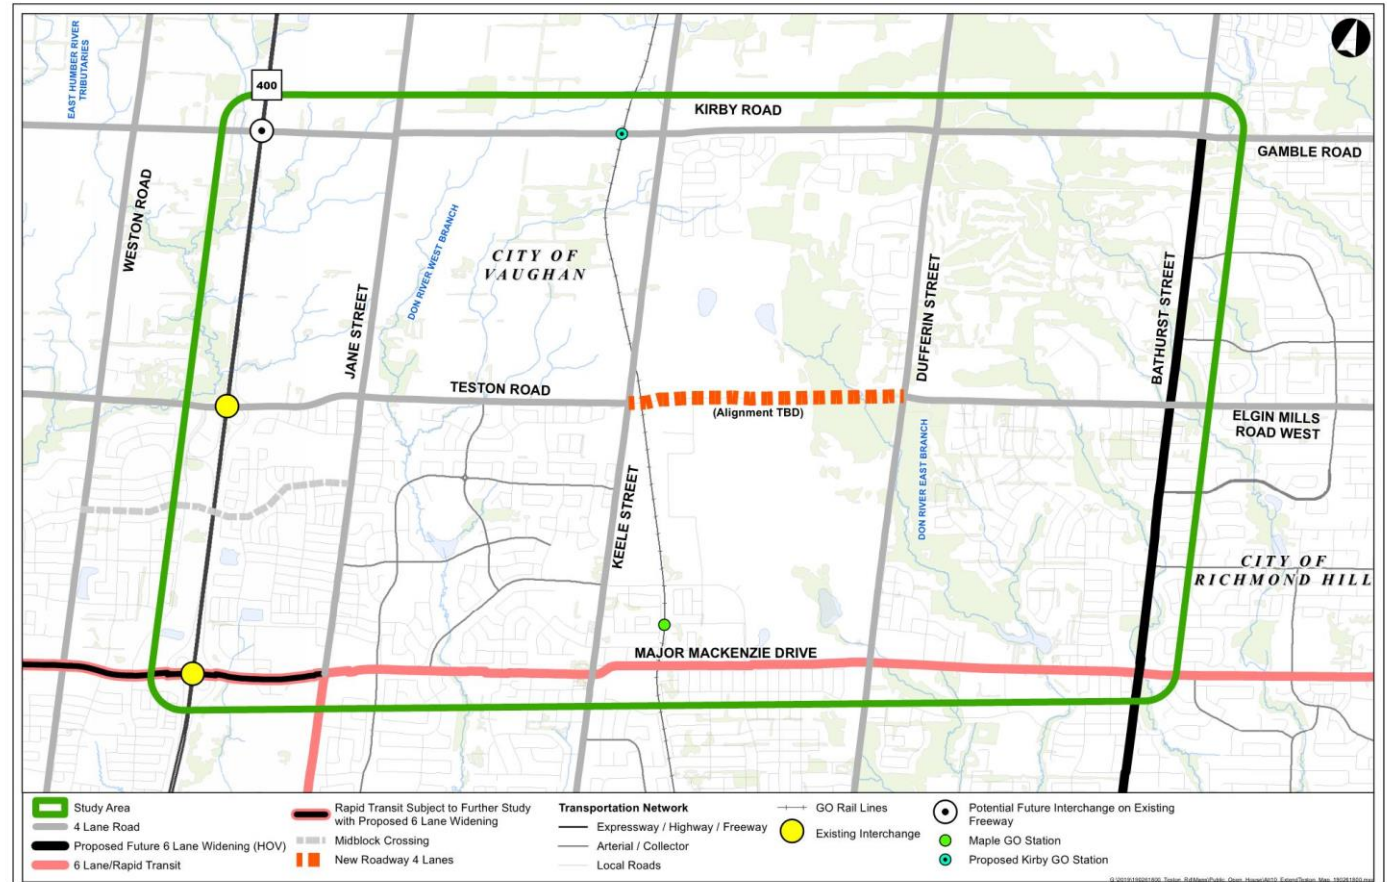 400
EAST HUMBER RIVER
TRIBUTARIES
KIRBY ROAD
GAMBLE ROAD
WESTON ROAD
DON RIVER WEST BRANCH
CITY OF
VAUGHAN
JANE STREET
DUFFERIN STREET
BATHURST STREET
TESTON ROAD
(Alignment TBD)
ELGIN MILLS
ROAD WEST
KEELE STREET
DON RIVER EAST BRANCH
CITY OF
RICHMOND HILL
MAJOR MACKENZIE DRIVE
Study Area
4 Lane Road
Proposed Future 6 Lane Widening (HOV)
6 Lane/Rapid Transit
Rapid Transit Subject to Further Study
with Proposed 6 Lane Widening
Midblock Crossing
New Roadway 4 Lanes
Transportation Network
Expressway / Highway / Freeway
Arterial / Collector
Local Roads
GO Rail Lines
Existing Interchange
Potential Future Interchange on Existing
Freeway
Maple GO Station
Proposed Kirby GO Station